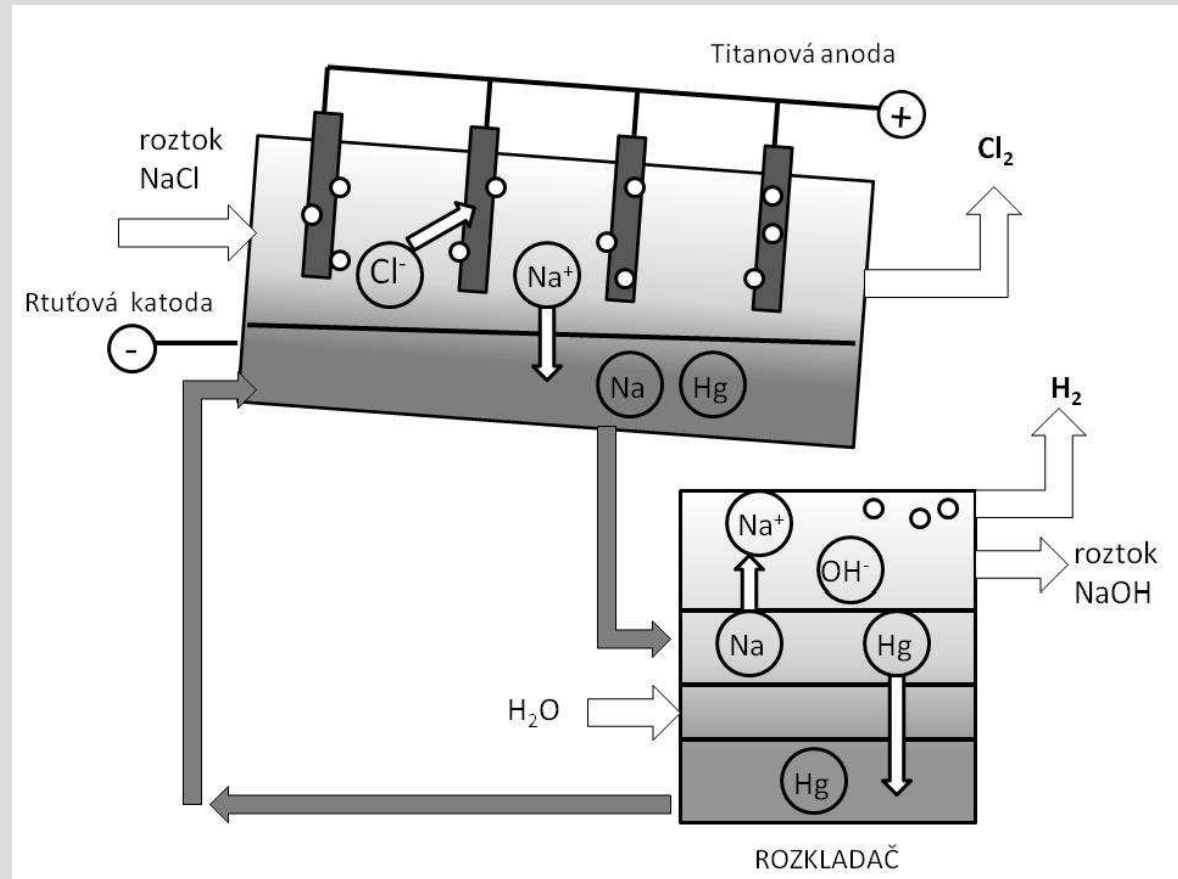 Titanová anoda
+
roztok
NaCl
Cl₂
Cl⁻
Na⁺
Rtuťová katoda
-
Na
Hg
H₂
Na⁺
OH⁻
roztok
NaOH
Na
Hg
H₂O
Hg
ROZKLADAČ